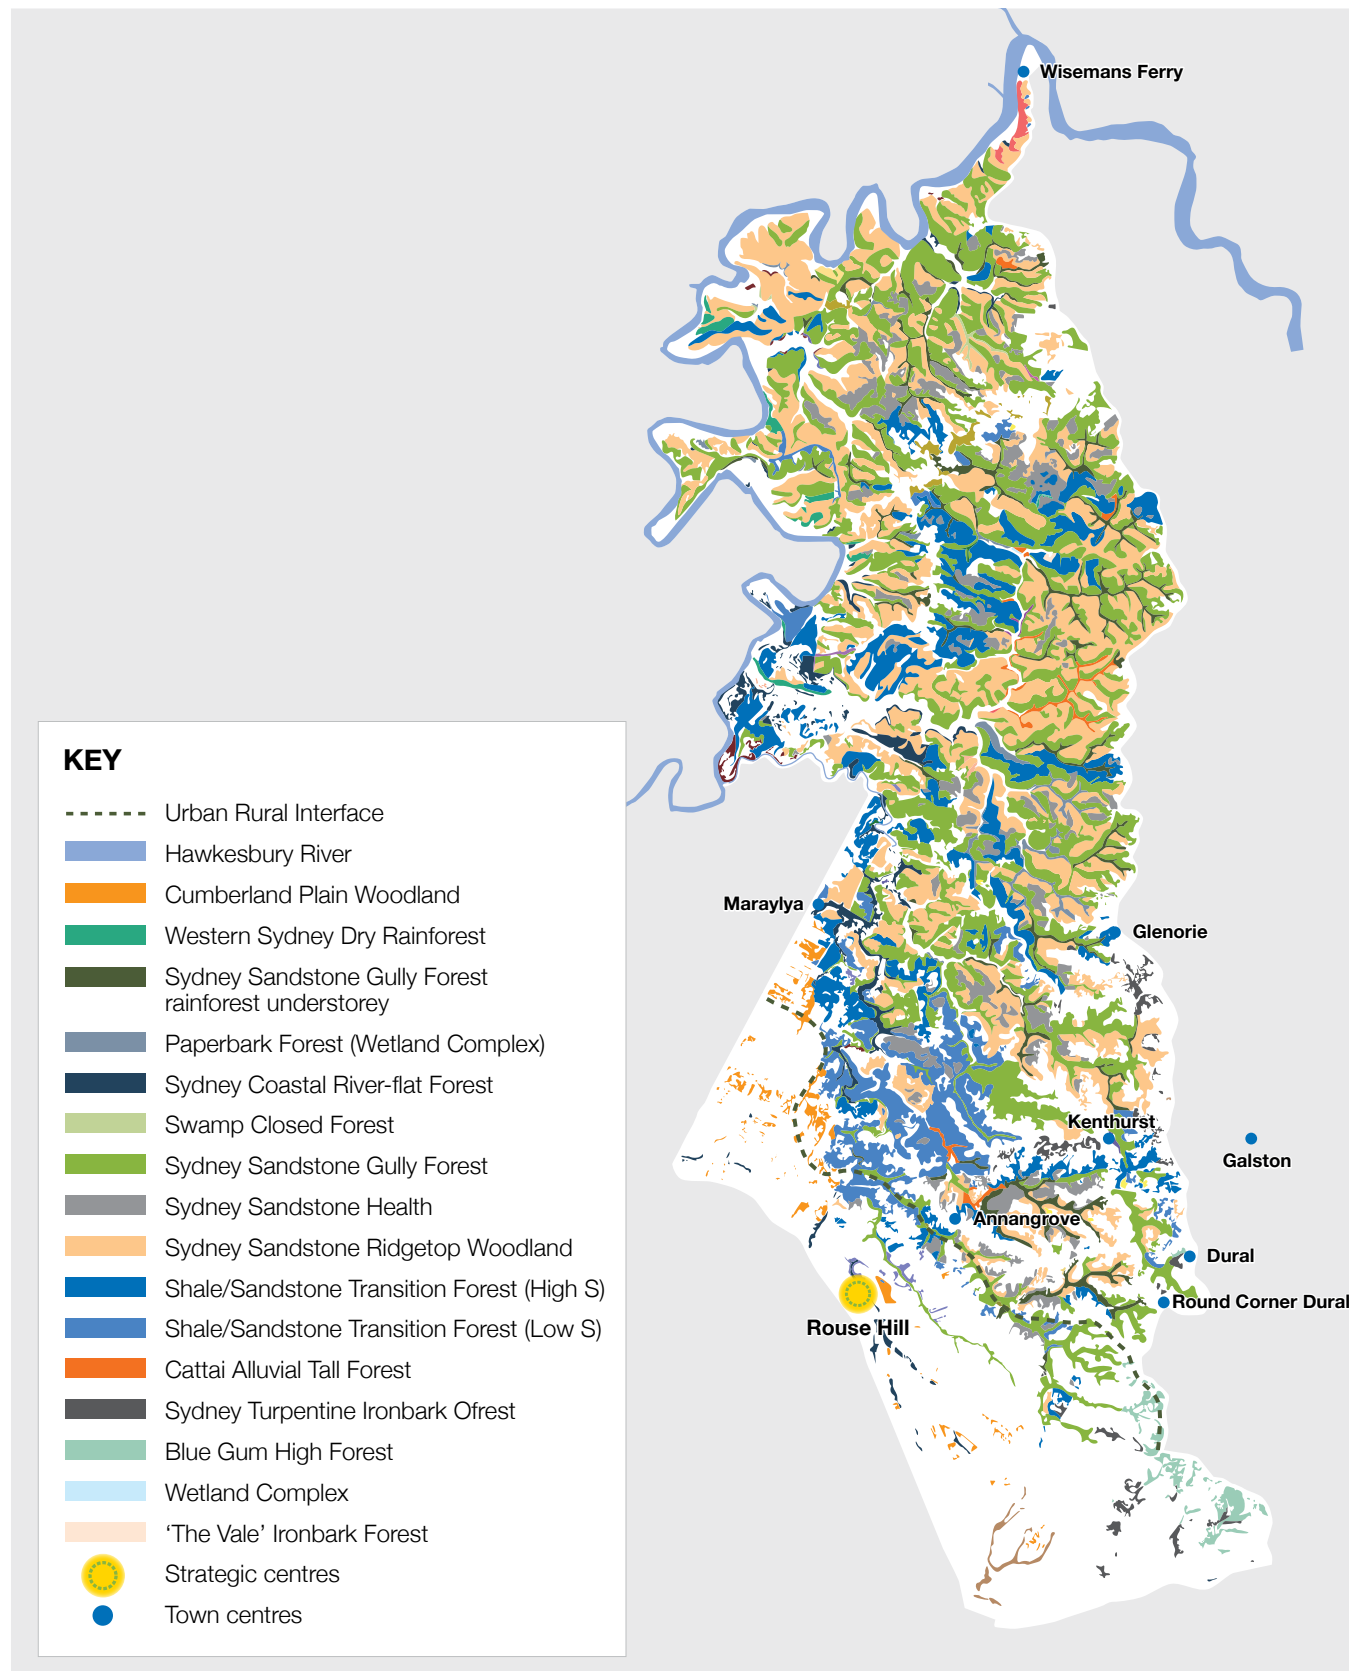 Wisemans Ferry
KEY
Urban Rural Interface
Hawkesbury River
Cumberland Plain Woodland
Western Sydney Dry Rainforest
Sydney Sandstone Gully Forest
rainforest understorey
Paperbark Forest (Wetland Complex)
Sydney Coastal River-flat Forest
Swamp Closed Forest
Sydney Sandstone Gully Forest
Sydney Sandstone Health
Sydney Sandstone Ridgetop Woodland
Shale/Sandstone Transition Forest (High S)
Shale/Sandstone Transition Forest (Low S)
Cattai Alluvial Tall Forest
Sydney Turpentine Ironbark Ofrest
Blue Gum High Forest
Wetland Complex
‘The Vale’ Ironbark Forest
Strategic centres
Town centres
Maraylya
Glenorie
Kenthurst
Galston
Annangrove
Dural
Round Corner Dural
Rouse Hill